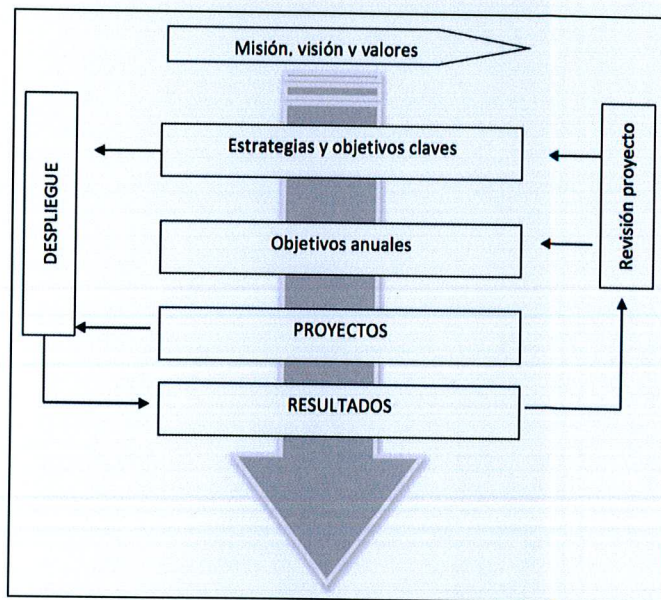 Misión, visión y valores
Estrategias y objetivos claves
DESPLIEGUE
Revisión proyecto
Objetivos anuales
PROYECTOS
RESULTADOS